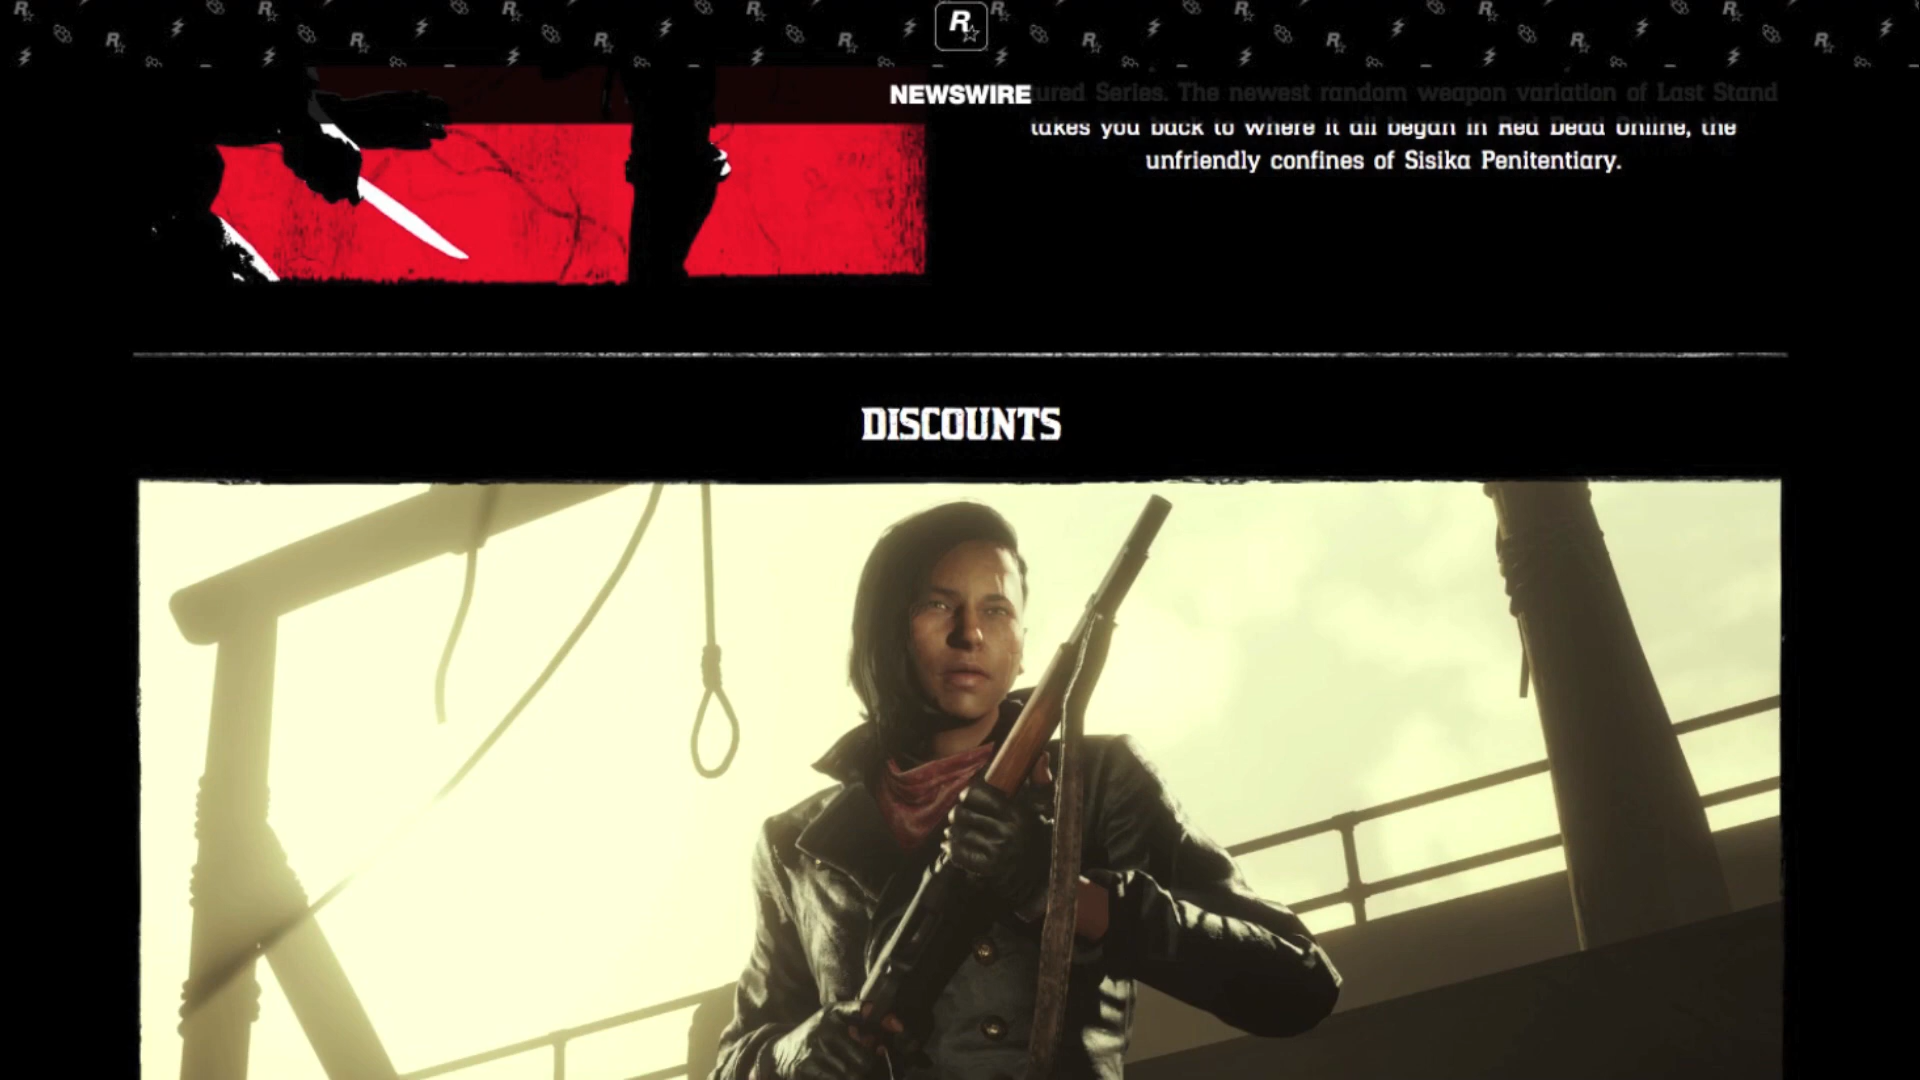 NEWSWIRE
ured Series. The newest random weapon variation of Last Stand
takes you back to where it all began in Red Dead Online, the
unfriendly confines of Sisika Penitentiary.
DISCOUNTS